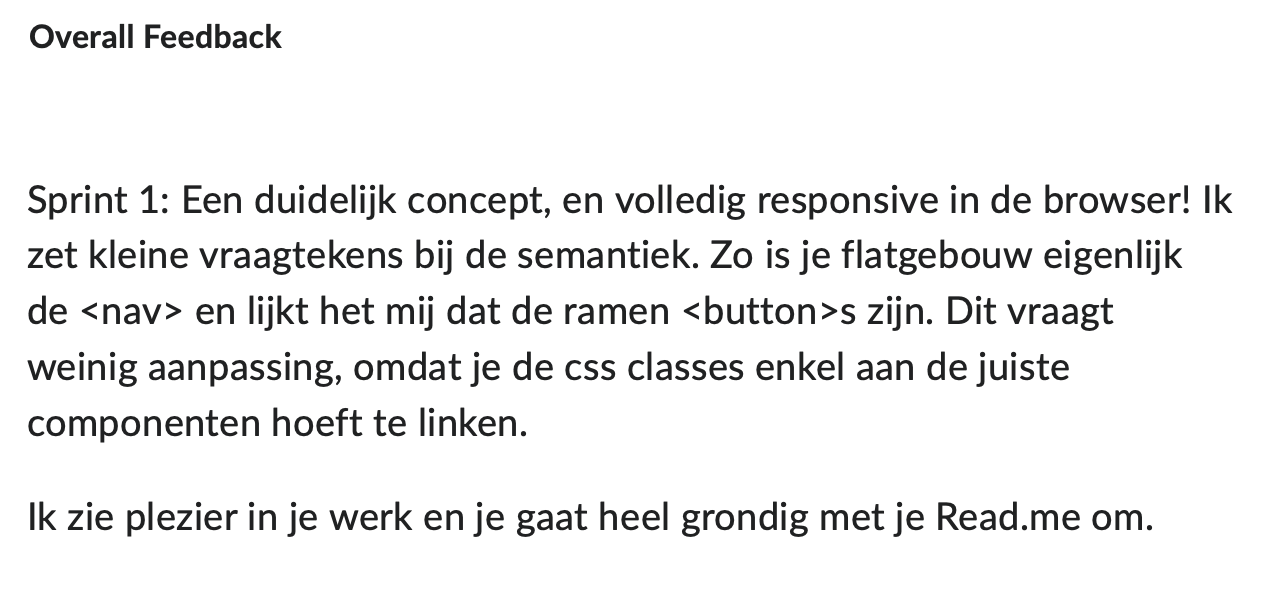 Overall Feedback
Sprint 1: Een duidelijk concept, en volledig responsive in de browser! Ik
zet kleine vraagtekens bij de semantiek. Zo is je flatgebouw eigenlijk
de <nav> en lijkt het mij dat de ramen <button>s zijn. Dit vraagt
weinig aanpassing, omdat je de css classes enkel aan de juiste
componenten hoeft te linken.
Ik zie plezier in je werk en je gaat heel grondig met je Read.me om.